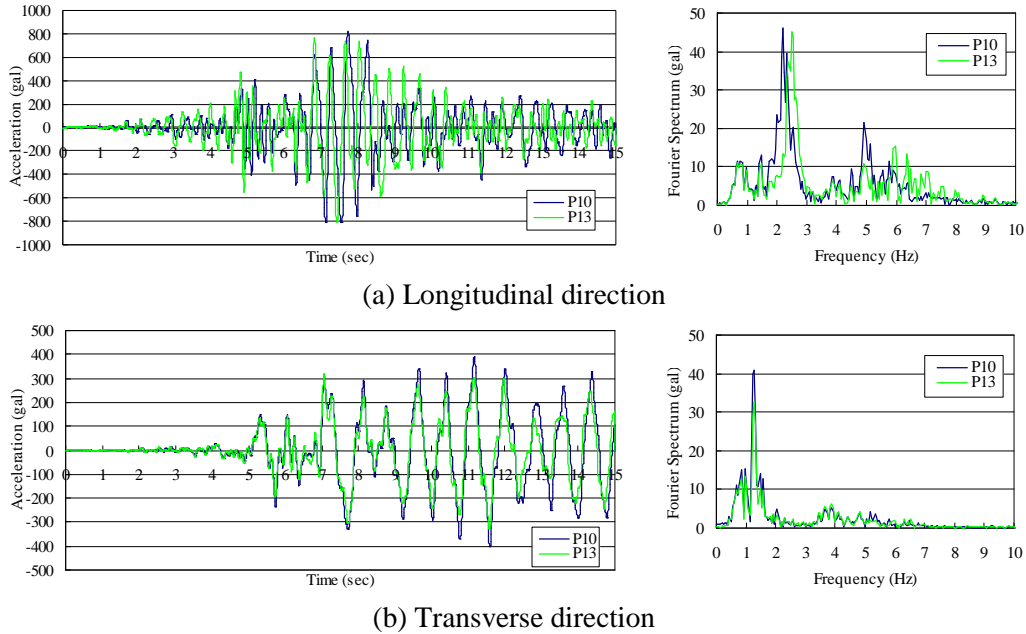 1000
800
600
400
200
0
-200
-400
-600
-800
-1000
Acceleration (gal)
0 1 2 3 4 5 6 7 8 9 10 11 12 13 14 15
Time (sec)
P10
P13
50
40
30
20
10
0
Fourier Spectrum (gal)
0 1 2 3 4 5 6 7 8 9 10
Frequency (Hz)
P10
P13
(a) Longitudinal direction
500
400
300
200
100
0
-100
-200
-300
-400
-500
Acceleration (gal)
0 1 2 3 4 5 6 7 8 9 10 11 12 13 14 15
Time (sec)
P10
P13
50
40
30
20
10
0
Fourier Spectrum (gal)
0 1 2 3 4 5 6 7 8 9 10
Frequency (Hz)
P10
P13
(b) Transverse direction